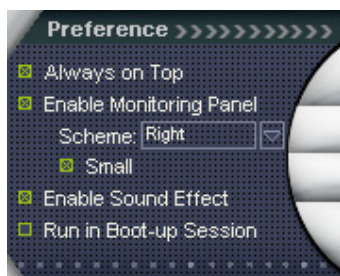 Preference >>>>>>>>>>>
Always on Top
Enable Monitoring Panel
Scheme: Right
Small
Enable Sound Effect
Run in Boot-up Session